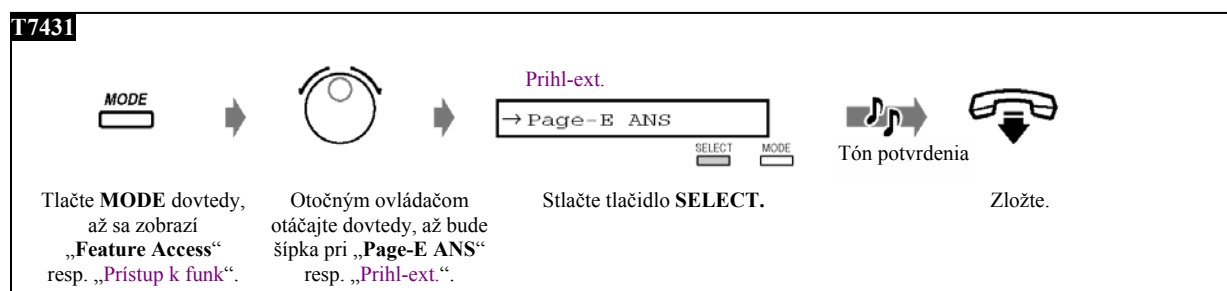 T7431
MODE
Prihl-ext.
→Page-E ANS
SELECT MODE
Tón potvrdenia
Tlačte MODE dovtedy,
až sa zobrazí
„Feature Access“
resp. „Prístup k funk“.
Otočným ovládačom
otáčajte dovtedy, až bude
šípka pri „Page-E ANS“
resp. „Prihl-ext.“.
Stlačte tlačidlo SELECT.
Zložte.